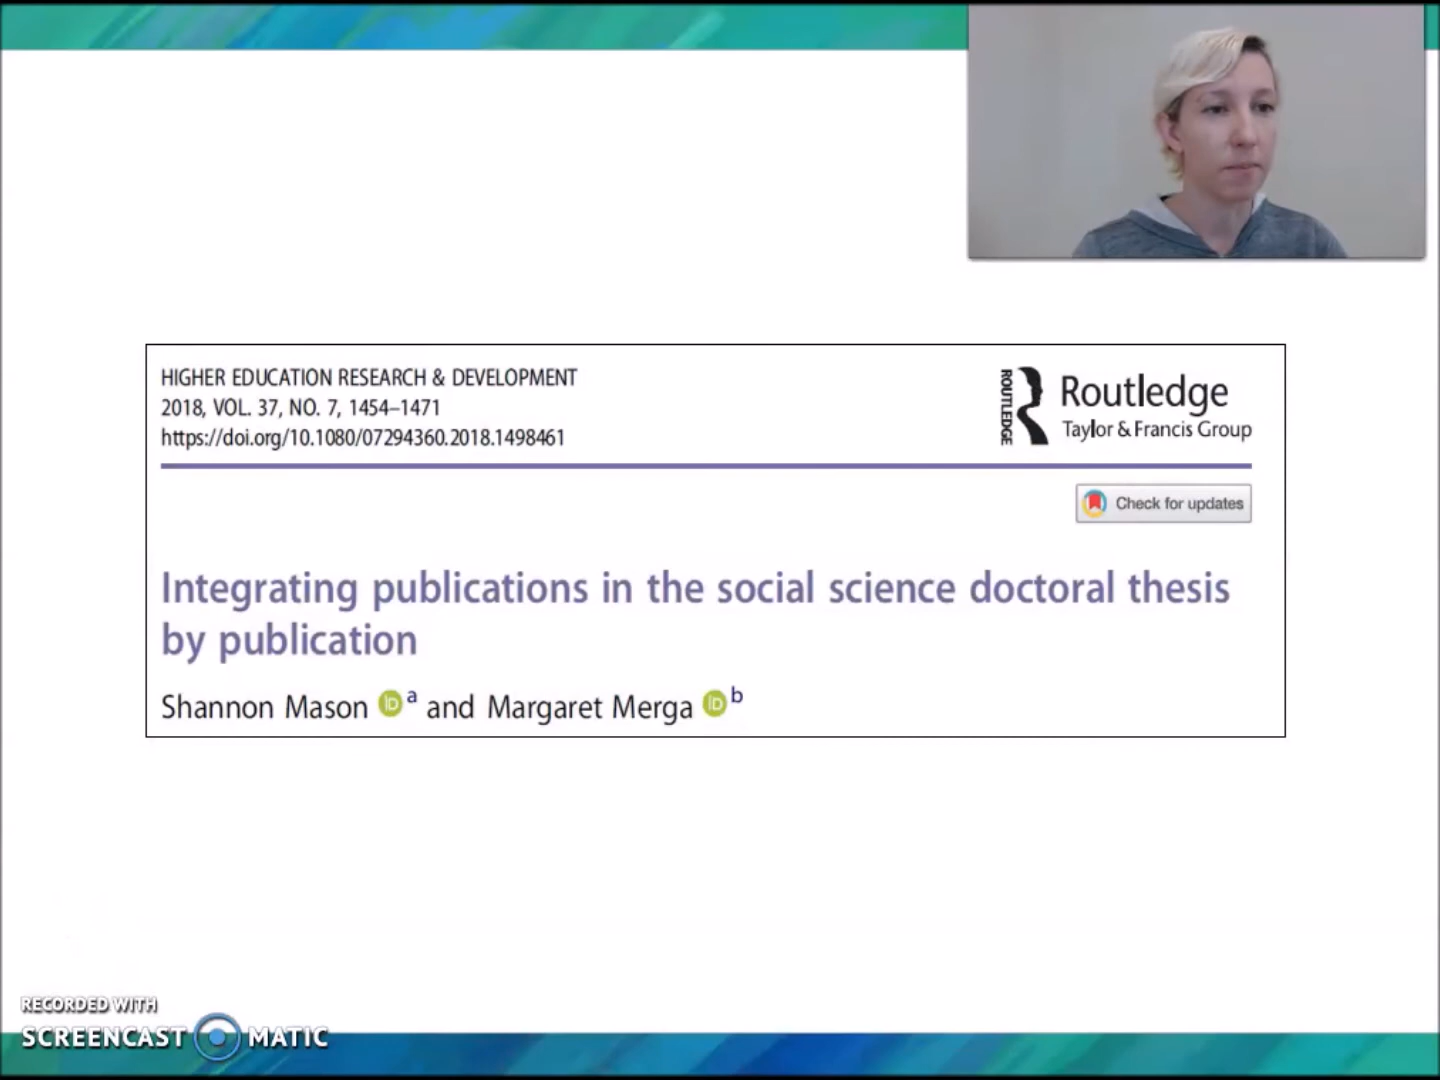 HIGHER EDUCATION RESEARCH & DEVELOPMENT
2018, VOL. 37, NO. 7, 1454–1471
https://doi.org/10.1080/07294360.2018.1498461
ROUTLEDGE
Routledge
Taylor & Francis Group
Check for updates
Integrating publications in the social science doctoral thesis
by publication
Shannon Mason iD a and Margaret Merga iD b
RECORDED WITH
SCREENCAST MATIC